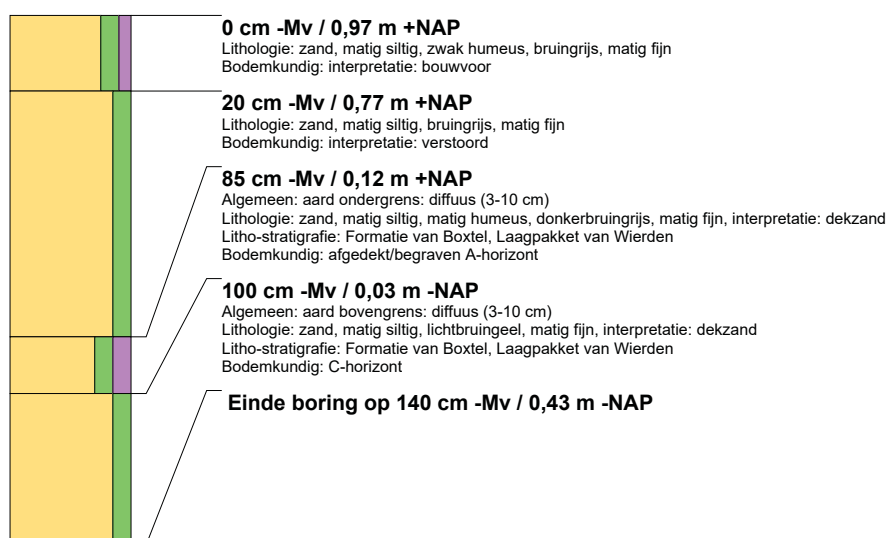 0 cm -Mv / 0,97 m +NAP
Lithologie: zand, matig siltig, zwak humeus, bruingrijs, matig fijn
Bodemkundig: interpretatie: bouwvoor
20 cm -Mv / 0,77 m +NAP
Lithologie: zand, matig siltig, bruingrijs, matig fijn
Bodemkundig: interpretatie: verstoord
85 cm -Mv / 0,12 m +NAP
Algemeen: aard ondergrens: diffuus (3-10 cm)
Lithologie: zand, matig siltig, matig humeus, donkerbruingrijs, matig fijn, interpretatie: dekzand
Litho-stratigrafie: Formatie van Boxtel, Laagpakket van Wierden
Bodemkundig: afgedekt/begraven A-horizont
100 cm -Mv / 0,03 m -NAP
Algemeen: aard bovengrens: diffuus (3-10 cm)
Lithologie: zand, matig siltig, lichtbruingeel, matig fijn, interpretatie: dekzand
Litho-stratigrafie: Formatie van Boxtel, Laagpakket van Wierden
Bodemkundig: C-horizont
Einde boring op 140 cm -Mv / 0,43 m -NAP